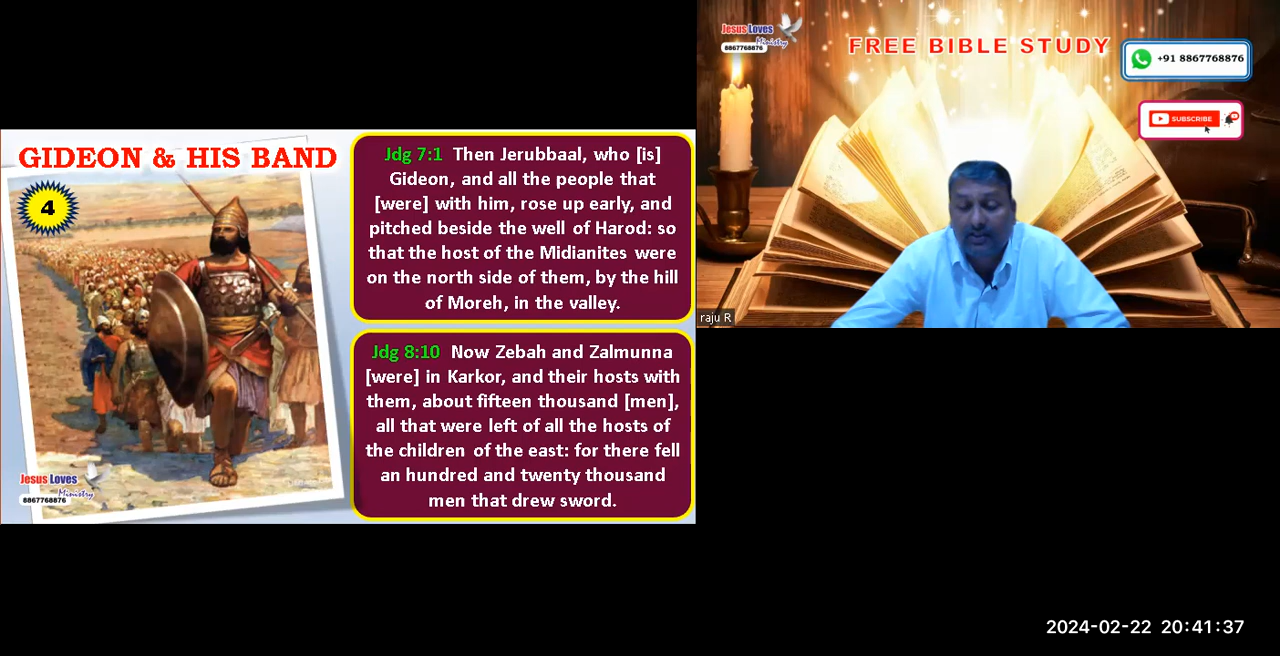 GIDEON & HIS BAND
4
Jesus Loves
Ministry
8867768876
Jdg 7:1 Then Jerubbaal, who [is]
Gideon, and all the people that
[were] with him, rose up early, and
pitched beside the well of Harod: so
that the host of the Midianites were
on the north side of them, by the hill
of Moreh, in the valley.
Jdg 8:10 Now Zebah and Zalmunna
[were] in Karkor, and their hosts with
them, about fifteen thousand [men],
all that were left of all the hosts of
the children of the east: for there fell
an hundred and twenty thousand
men that drew sword.
Jesus Loves
Ministry
8867768876
FREE BIBLE STUDY
+91 8867768876
SUBSCRIBE
raju R
2024-02-22 20:41:37